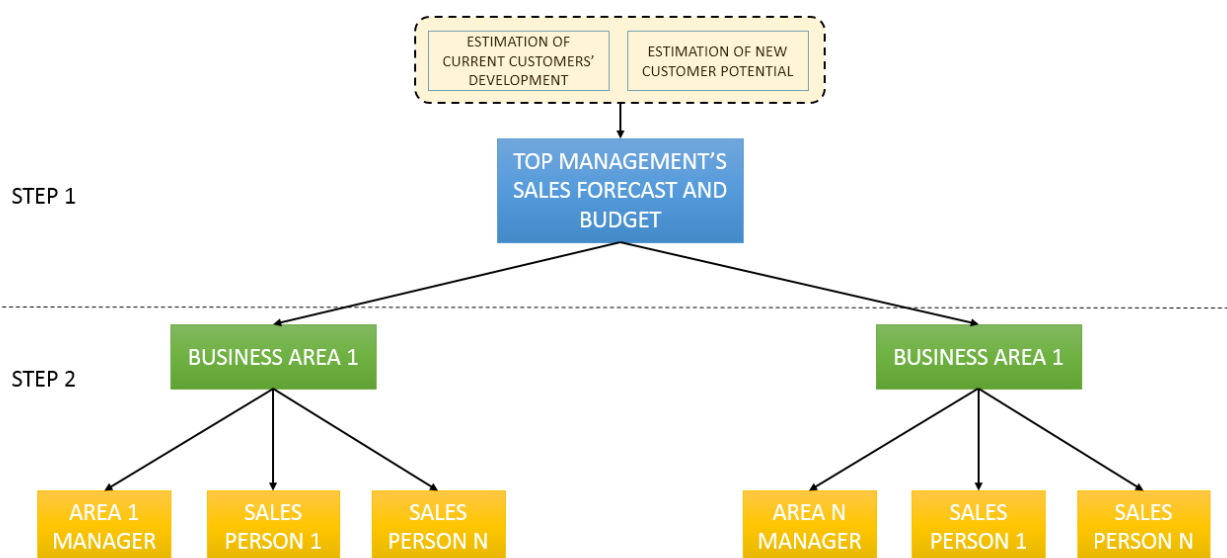 ESTIMATION OF
CURRENT CUSTOMERS’
DEVELOPMENT
ESTIMATION OF NEW
CUSTOMER POTENTIAL
TOP MANAGEMENT’S
SALES FORECAST AND
BUDGET
STEP 1
BUSINESS AREA 1
BUSINESS AREA 1
STEP 2
AREA 1
MANAGER
SALES
PERSON 1
SALES
PERSON N
AREA N
MANAGER
SALES
PERSON 1
SALES
PERSON N